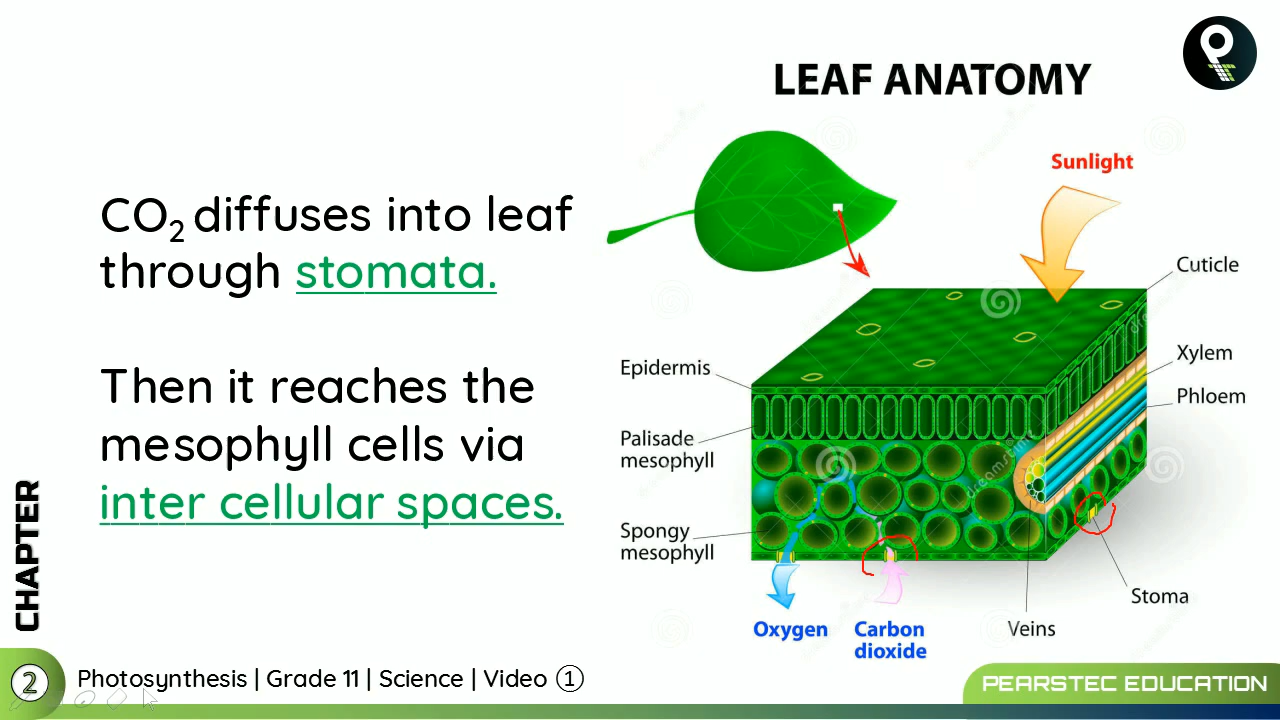 LEAF ANATOMY
Sunlight
CO2 diffuses into leaf
through stomata.
Then it reaches the
mesophyll cells via
inter cellular spaces.
Cuticle
Xylem
Phloem
Epidermis
Palisade
mesophyll
Spongy
mesophyll
Stoma
Veins
Oxygen
Carbon
dioxide
CHAPTER
2
Photosynthesis | Grade 11 | Science | Video ①
PEARSTEC EDUCATION
dreamstime